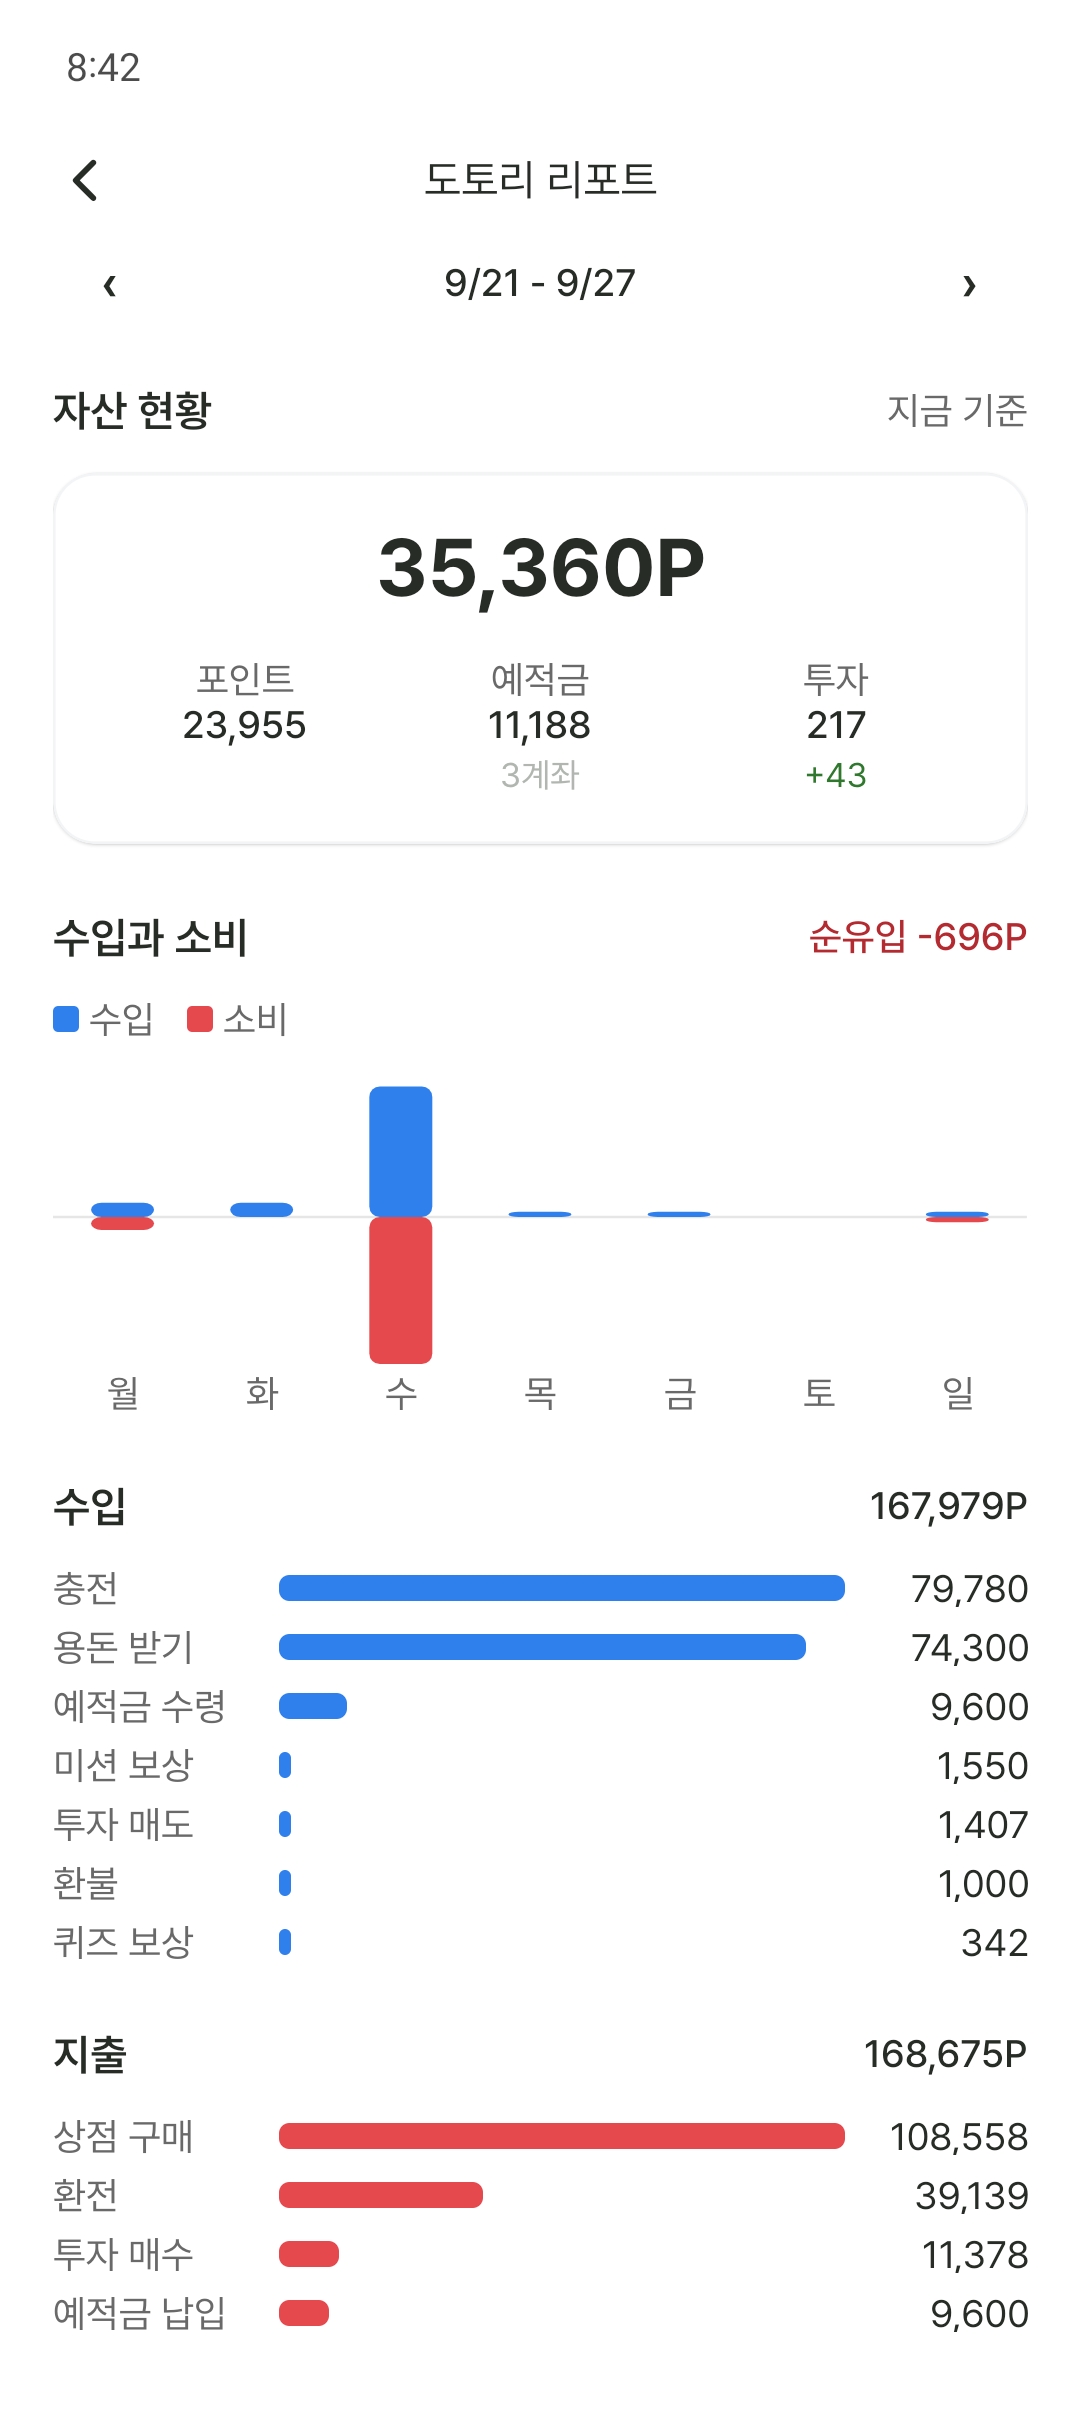 8:42
도토리 리포트
‹ 9/21 - 9/27 ›
자산 현황 지금 기준
35,360P
포인트 예적금 투자
23,955 11,188 217
3계좌 +43
수입과 소비 순유입 -696P
수입 소비
월 화 수 목 금 토 일
수입 167,979P
충전 79,780
용돈 받기 74,300
예적금 수령 9,600
미션 보상 1,550
투자 매도 1,407
환불 1,000
퀴즈 보상 342
지출 168,675P
상점 구매 108,558
환전 39,139
투자 매수 11,378
예적금 납입 9,600